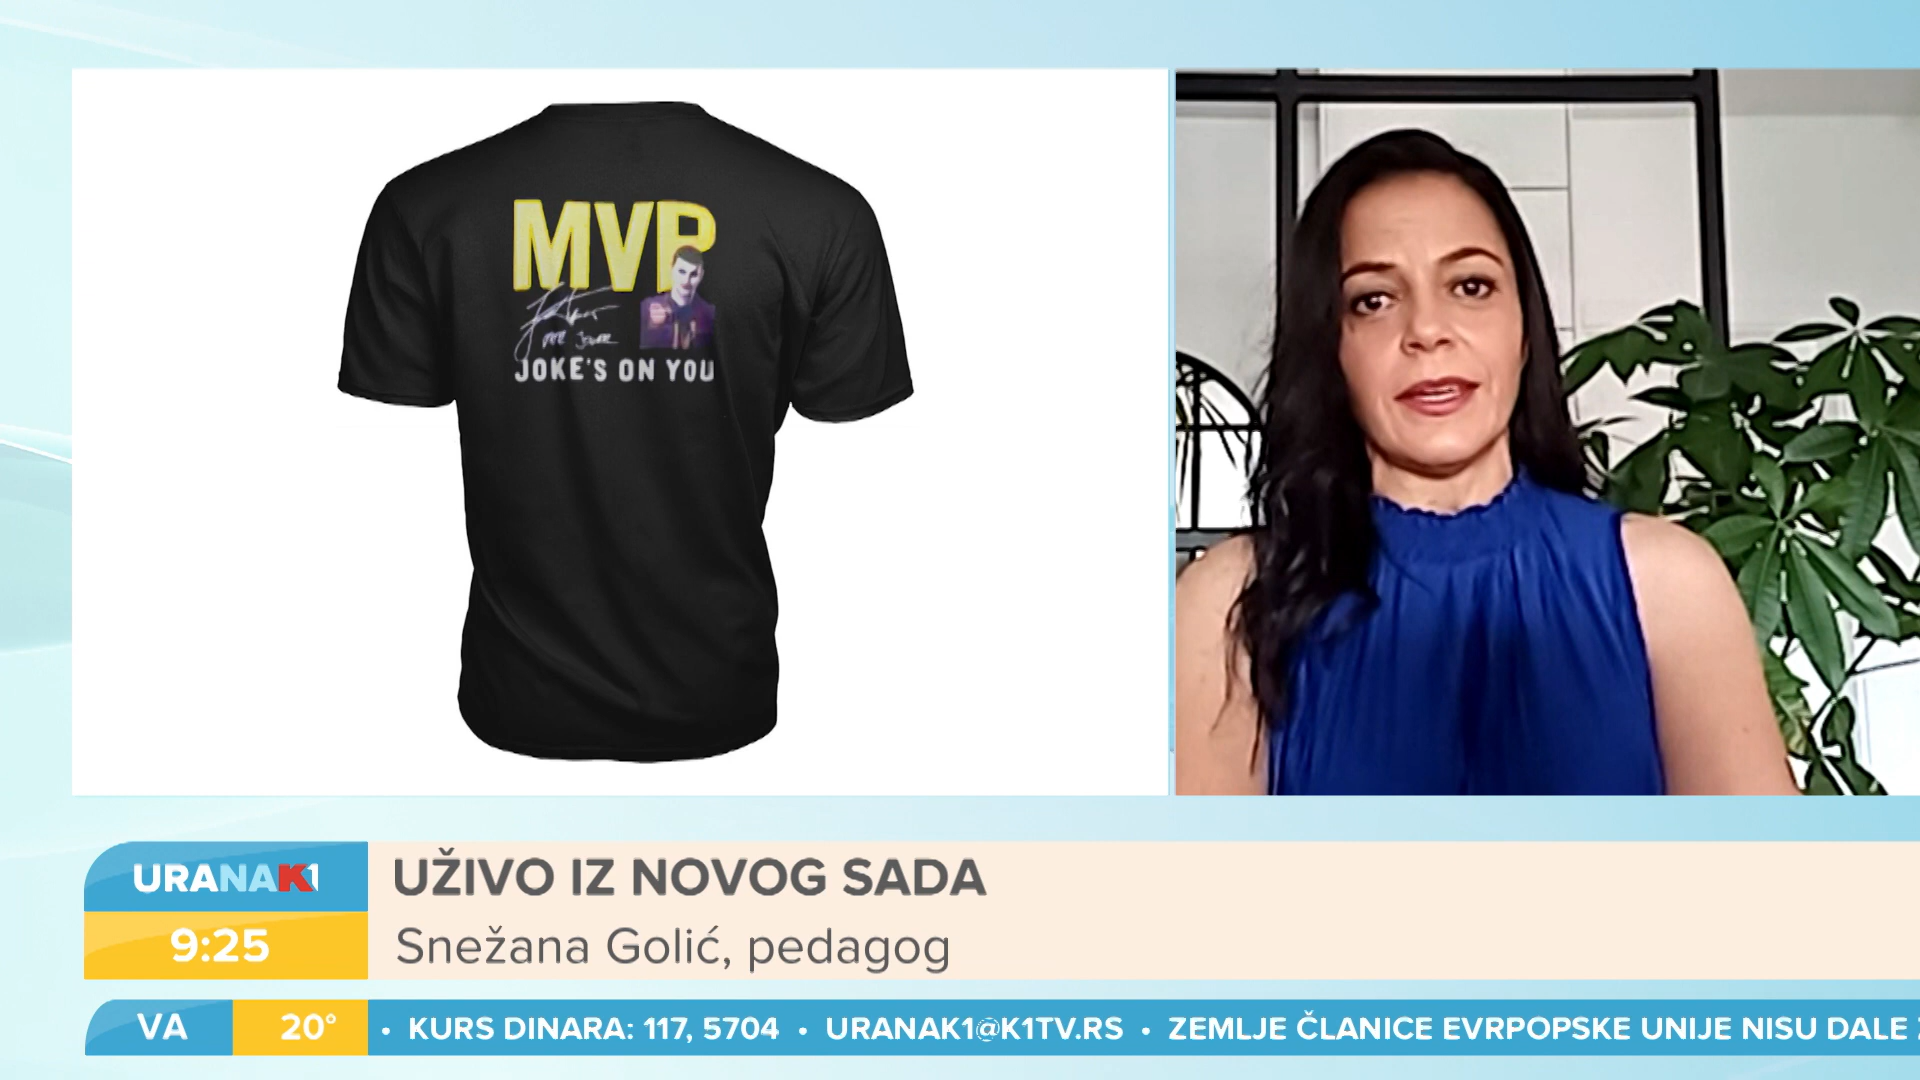 MVP
JOKE'S ON YOU
URANAK1
UŽIVO IZ NOVOG SADA
9:25
Snežana Golić, pedagog
VA 20° • KURS DINARA: 117, 5704 • URANAK1@K1TV.RS • ZEMLJE ČLANICE EVRPOPSKE UNIJE NISU DALE